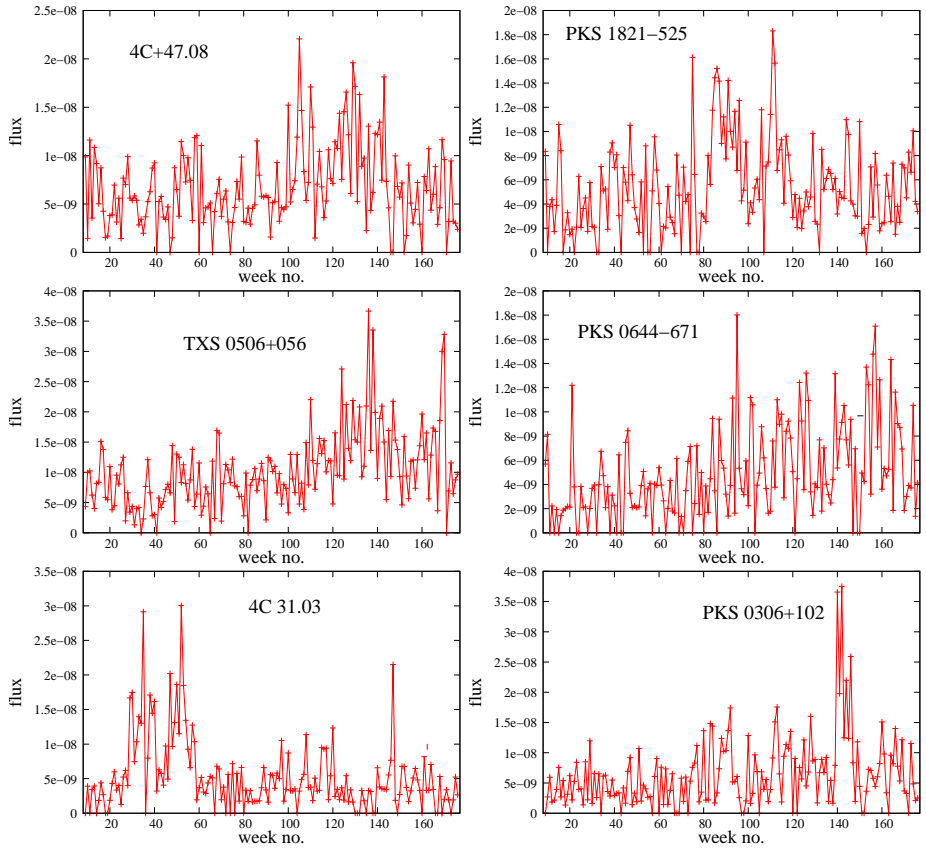 2.5e−08
2e−08
1.5e−08
1e−08
5e−09
0
20 40 60 80 100 120 140 160
flux
week no.
4C+47.08
2e−08
1.8e−08
1.6e−08
1.4e−08
1.2e−08
1e−08
8e−09
6e−09
4e−09
2e−09
0
20 40 60 80 100 120 140 160
flux
week no.
PKS 1821−525
4e−08
3.5e−08
3e−08
2.5e−08
2e−08
1.5e−08
1e−08
5e−09
0
20 40 60 80 100 120 140 160
flux
week no.
TXS 0506+056
2e−08
1.8e−08
1.6e−08
1.4e−08
1.2e−08
1e−08
8e−09
6e−09
4e−09
2e−09
0
20 40 60 80 100 120 140 160
flux
week no.
PKS 0644−671
3.5e−08
3e−08
2.5e−08
2e−08
1.5e−08
1e−08
5e−09
0
20 40 60 80 100 120 140 160
flux
week no.
4C 31.03
4e−08
3.5e−08
3e−08
2.5e−08
2e−08
1.5e−08
1e−08
5e−09
0
20 40 60 80 100 120 140 160
flux
week no.
PKS 0306+102